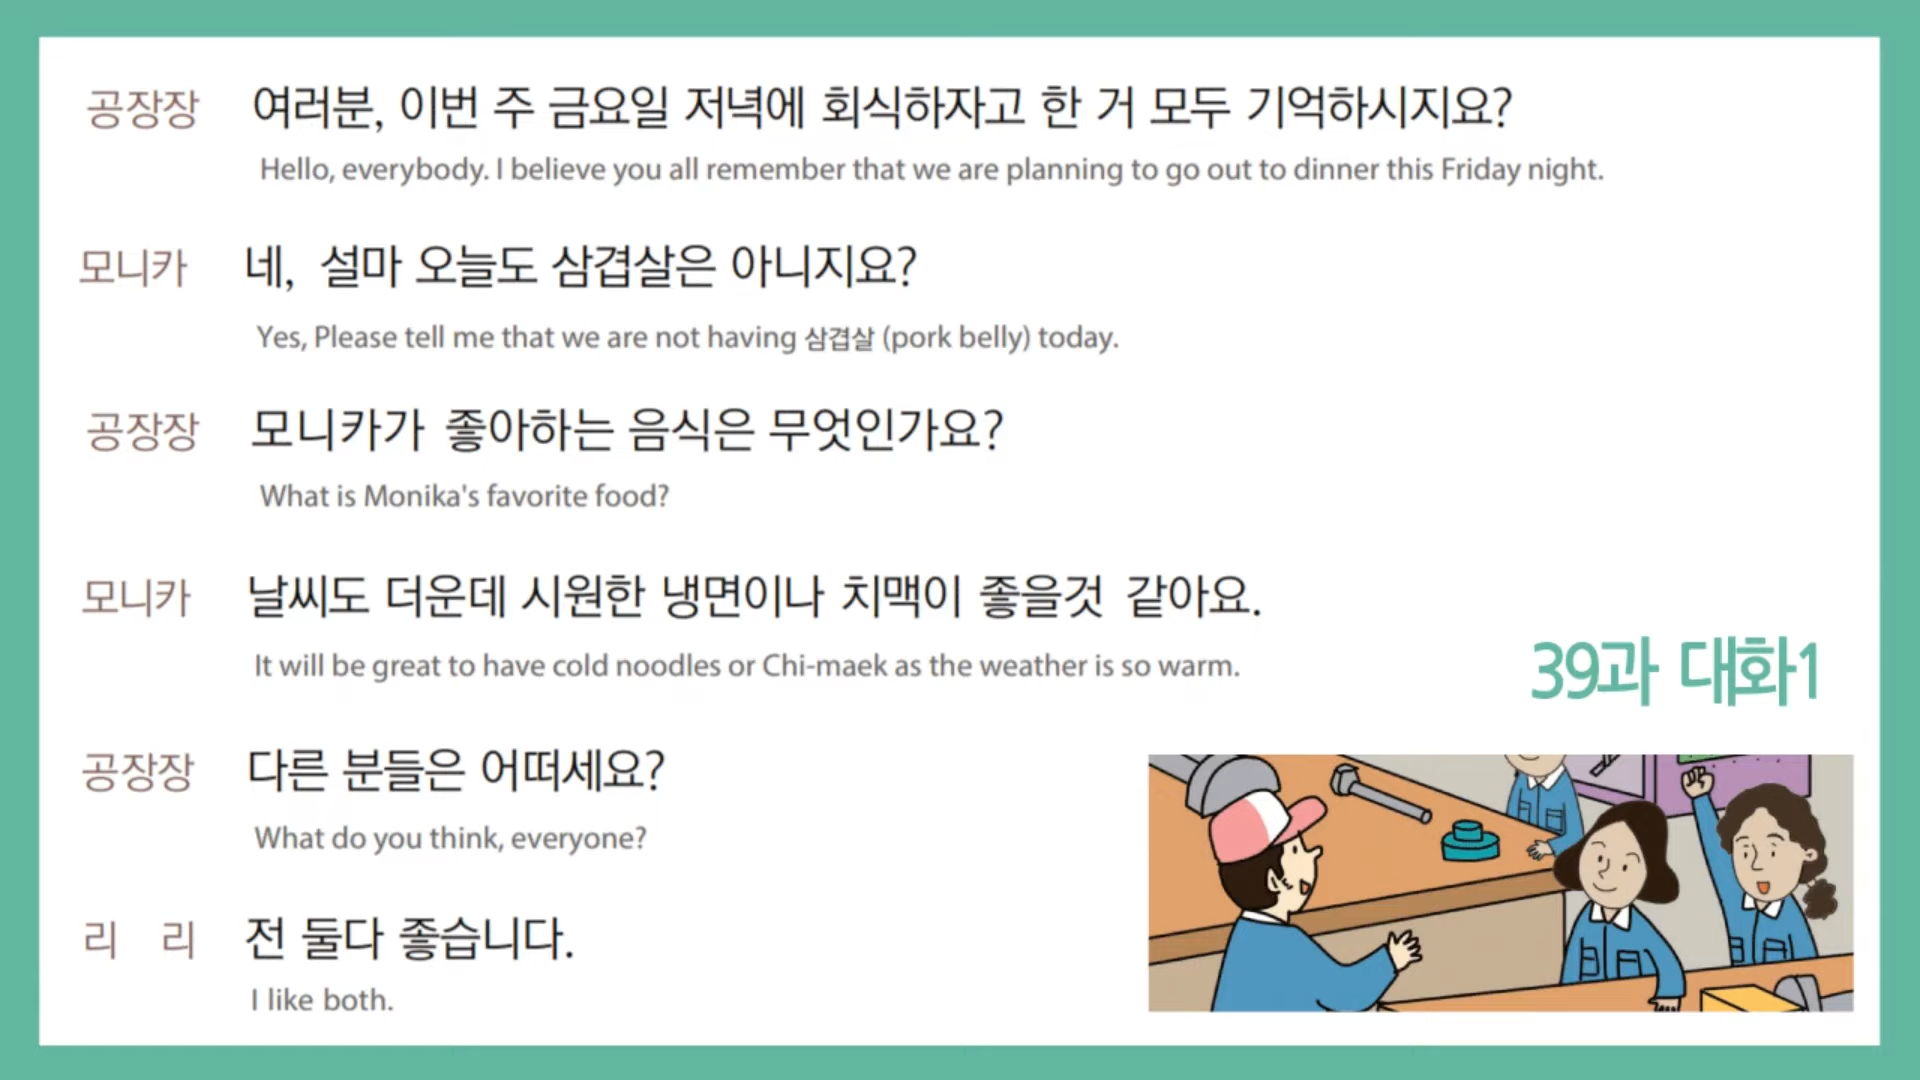 공장장 여러분, 이번 주 금요일 저녁에 회식하자고 한 거 모두 기억하시지요?
Hello, everybody. I believe you all remember that we are planning to go out to dinner this Friday night.
모니카 네, 설마 오늘도 삼겹살은 아니지요?
Yes, Please tell me that we are not having 삼겹살 (pork belly) today.
공장장 모니카가 좋아하는 음식은 무엇인가요?
What is Monika's favorite food?
모니카 날씨도 더운데 시원한 냉면이나 치맥이 좋을것 같아요.
It will be great to have cold noodles or Chi-maek as the weather is so warm.
39과 대화1
공장장 다른 분들은 어떠세요?
What do you think, everyone?
리 리 전 둘다 좋습니다.
I like both.